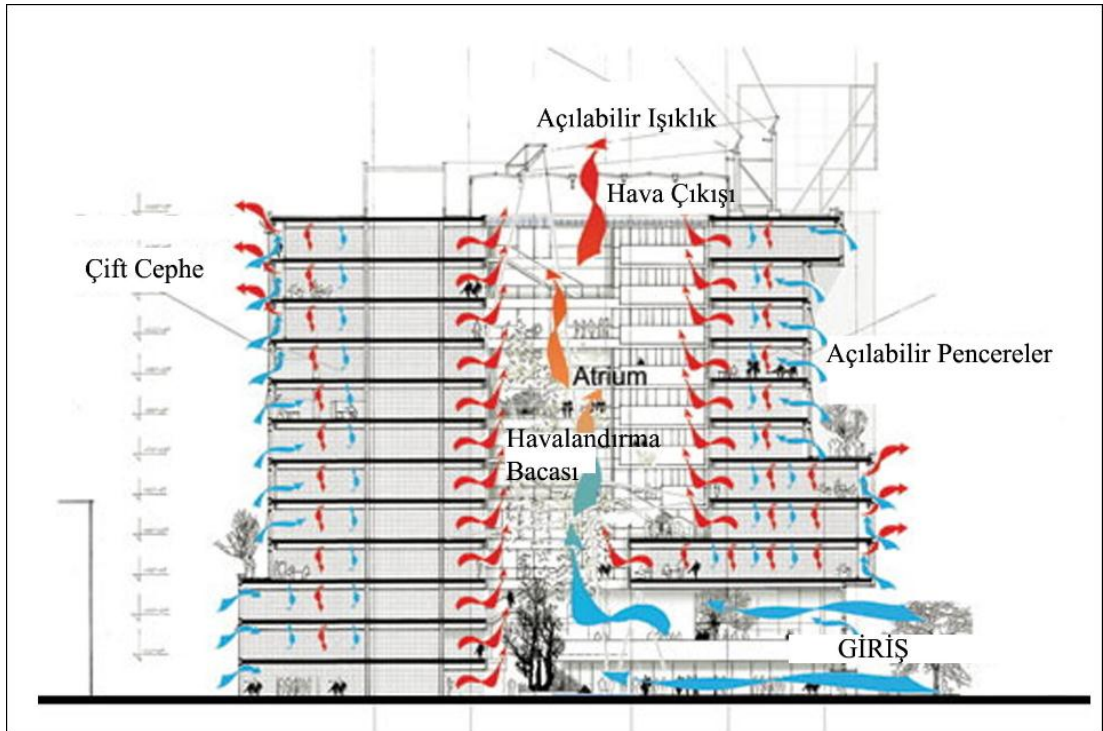 Açılabilir Işıklık
Hava Çıkışı
Çift Cephe
Açılabilir Pencereler
Atrium
Havalandırma
Bacası
GİRİŞ